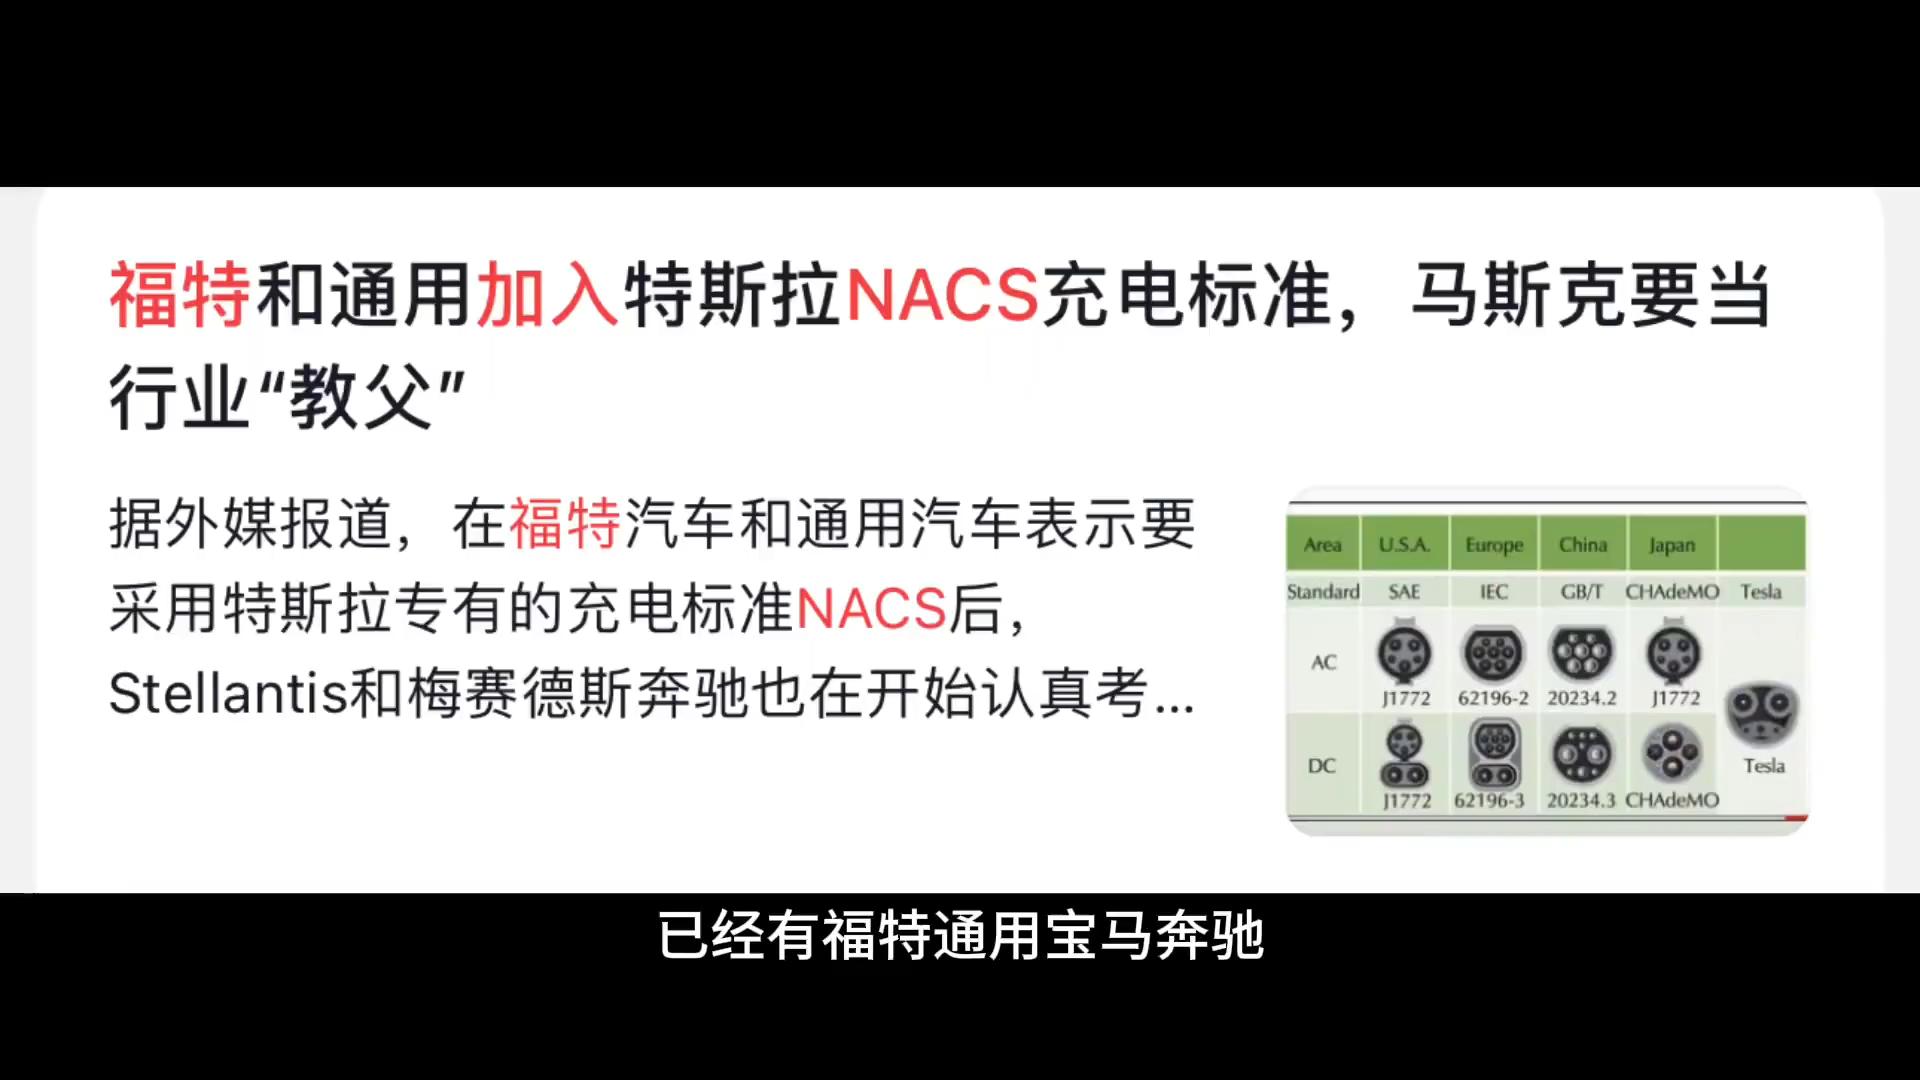 福特和通用加入特斯拉NACS充电标准，马斯克要当
行业“教父”
据外媒报道，在福特汽车和通用汽车表示要
采用特斯拉专有的充电标准NACS后，
Stellantis和梅赛德斯奔驰也在开始认真考...
Area U.S.A. Europe China Japan
Standard SAE IEC GB/T CHAdeMO Tesla
AC
J1772 62196-2 20234.2 J1772
DC
Tesla
J1772 62196-3 20234.3 CHAdeMO
已经有福特通用宝马奔驰